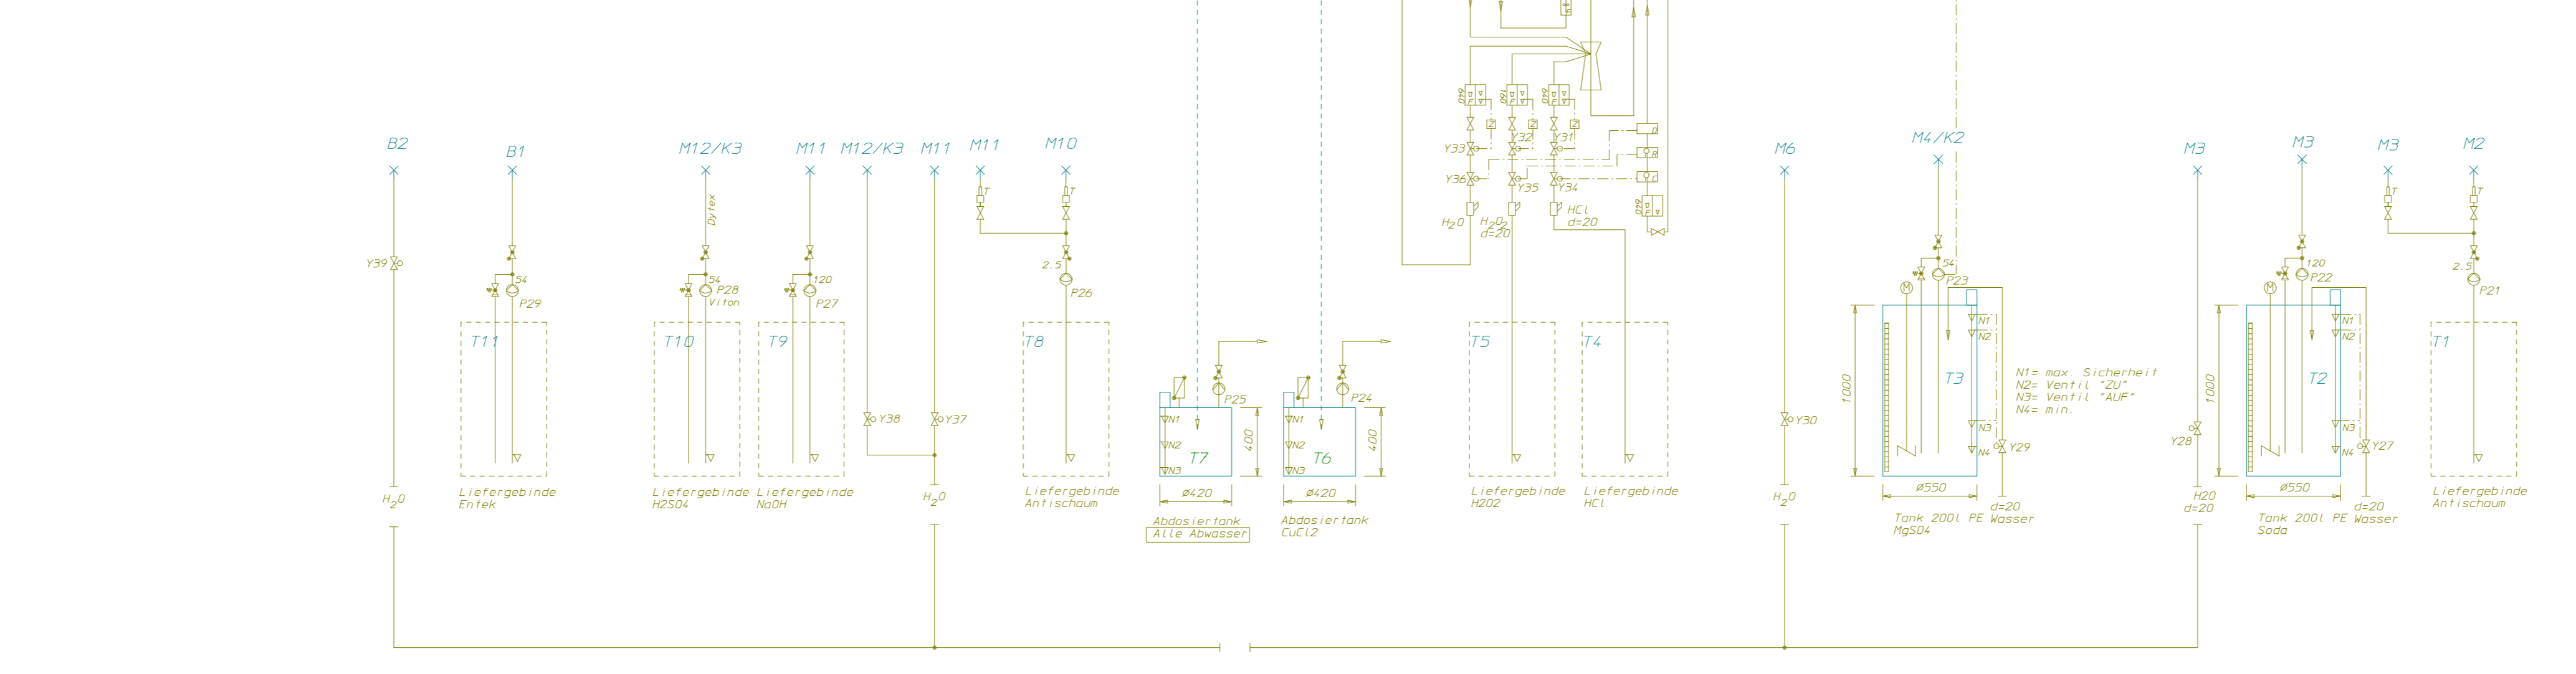 B2
B1
M12/K3
M11
M12/K3
M11
M11
M10
M6
M4/K2
M3
M3
M3
M2
T
T
T
T
Dytex
640
160
640
F
F
F
Z
Z
Z
Y33
Y32
Y31
Y36
Y35
Y34
R
C
640
F
H2O
H2O2
d=20
HCl
d=20
Y39
54
P29
54
P28
Viton
120
P27
2.5
P26
54
P23
M
120
P22
M
2.5
P21
T11
T10
T9
T8
T7
T6
T5
T4
T3
T2
T1
Y38
Y37
P25
P24
N1
N2
N3
400
N1
N2
N3
400
Y30
1000
N1
N2
N3
N4
Y29
N1= max. Sicherheit
N2= Ventil "ZU"
N3= Ventil "AUF"
N4= min.
Y28
1000
N1
N2
N3
N4
Y27
H2O
Liefergebinde
Entek
Liefergebinde
H2SO4
Liefergebinde
NaOH
H2O
Liefergebinde
Antischaum
Ø420
Abdosiertank
Alle Abwasser
Ø420
Abdosiertank
CuCl2
Liefergebinde
H2O2
Liefergebinde
HCl
H2O
Ø550
Tank 200l PE
MgSO4
d=20
Wasser
H2O
d=20
Ø550
Tank 200l PE
Soda
d=20
Wasser
Liefergebinde
Antischaum